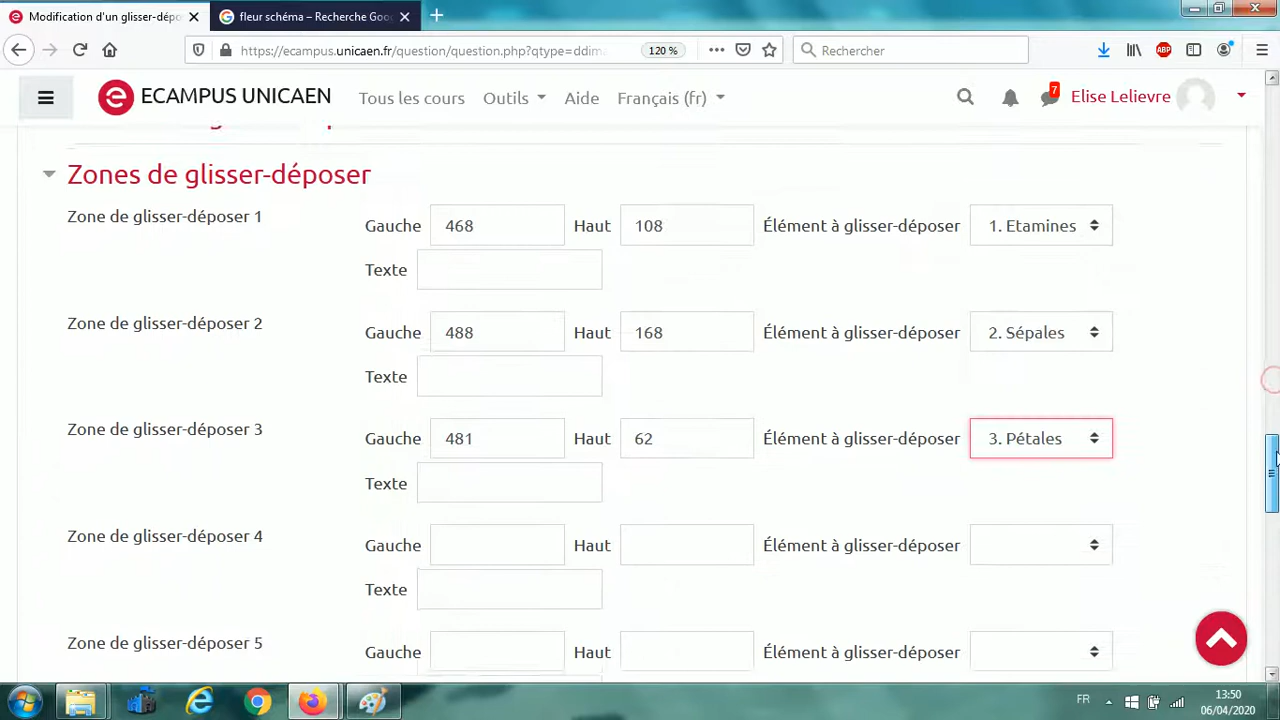 Modification d'un glisser-dépo
fleur schéma – Recherche Goo
https://ecampus.unicaen.fr/question/question.php?qtype=ddima
120 %
Rechercher
ABP
ECAMPUS UNICAEN
Tous les cours
Outils
Aide
Français (fr)
7
Elise Lelievre
Zones de glisser-déposer
Zone de glisser-déposer 1
Gauche 468 Haut 108 Élément à glisser-déposer 1. Etamines
Texte
Zone de glisser-déposer 2
Gauche 488 Haut 168 Élément à glisser-déposer 2. Sépales
Texte
Zone de glisser-déposer 3
Gauche 481 Haut 62 Élément à glisser-déposer 3. Pétales
Texte
Zone de glisser-déposer 4
Gauche Haut Élément à glisser-déposer
Texte
Zone de glisser-déposer 5
Gauche Haut Élément à glisser-déposer
FR
13:50
06/04/2020